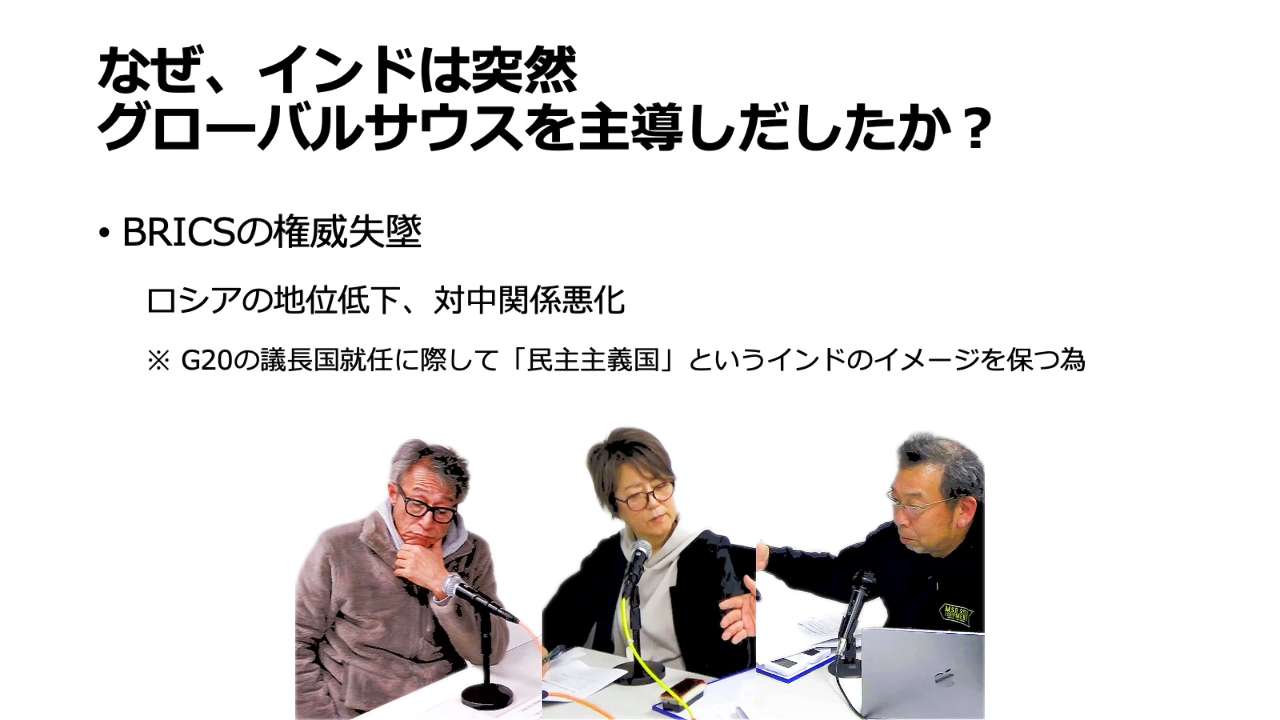 なぜ、インドは突然
グローバルサウスを主導しだしたか？
• BRICSの権威失墜
ロシアの地位低下、対中関係悪化
※ G20の議長国就任に際して「民主主義国」というインドのイメージを保つ為